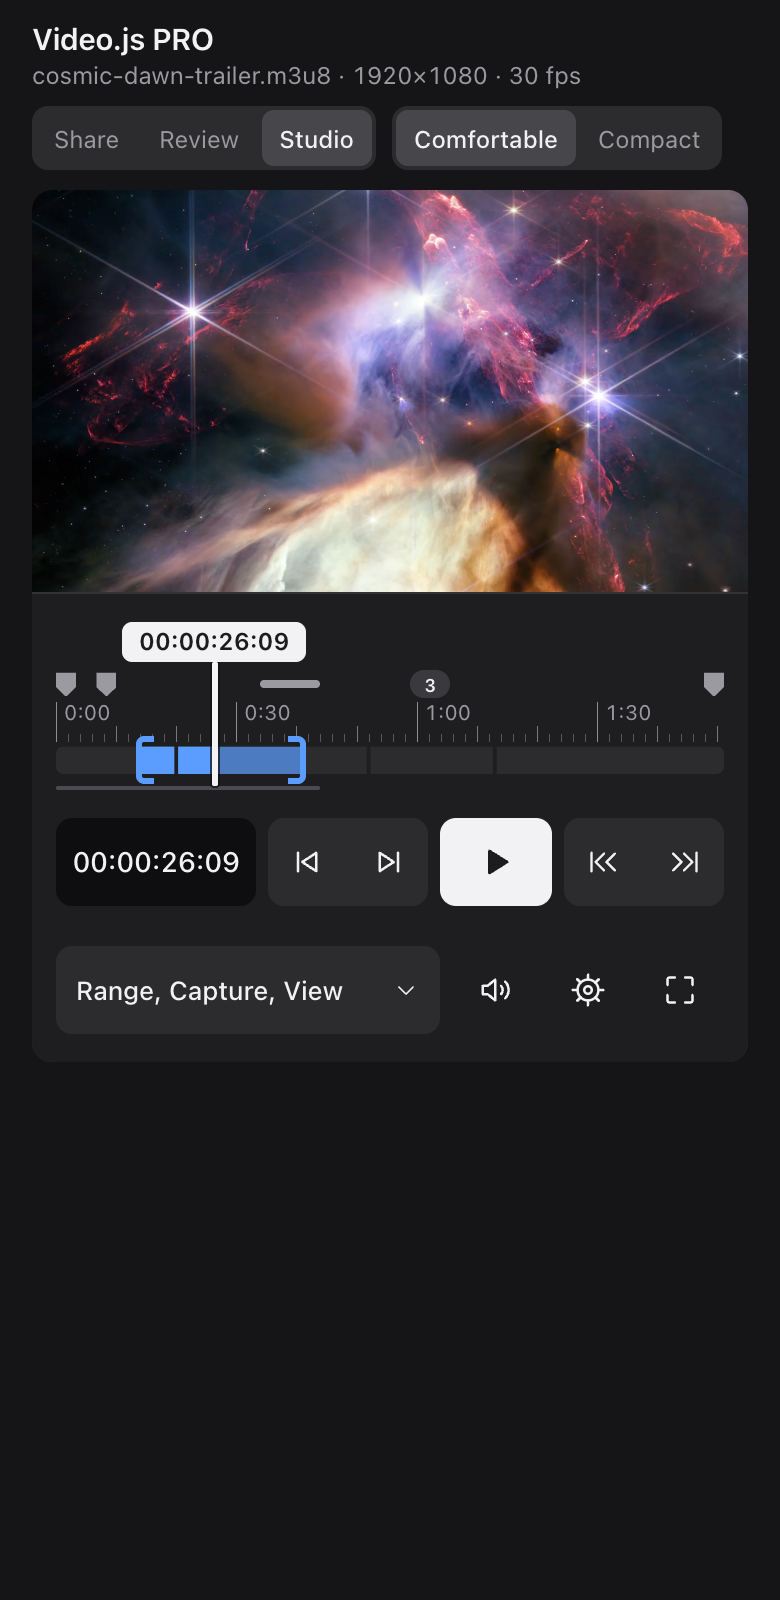 Video.js PRO
cosmic-dawn-trailer.m3u8 · 1920×1080 · 30 fps
Share Review Studio Comfortable Compact
00:00:26:09
3
0:00 0:30 1:00 1:30
00:00:26:09
Range, Capture, View